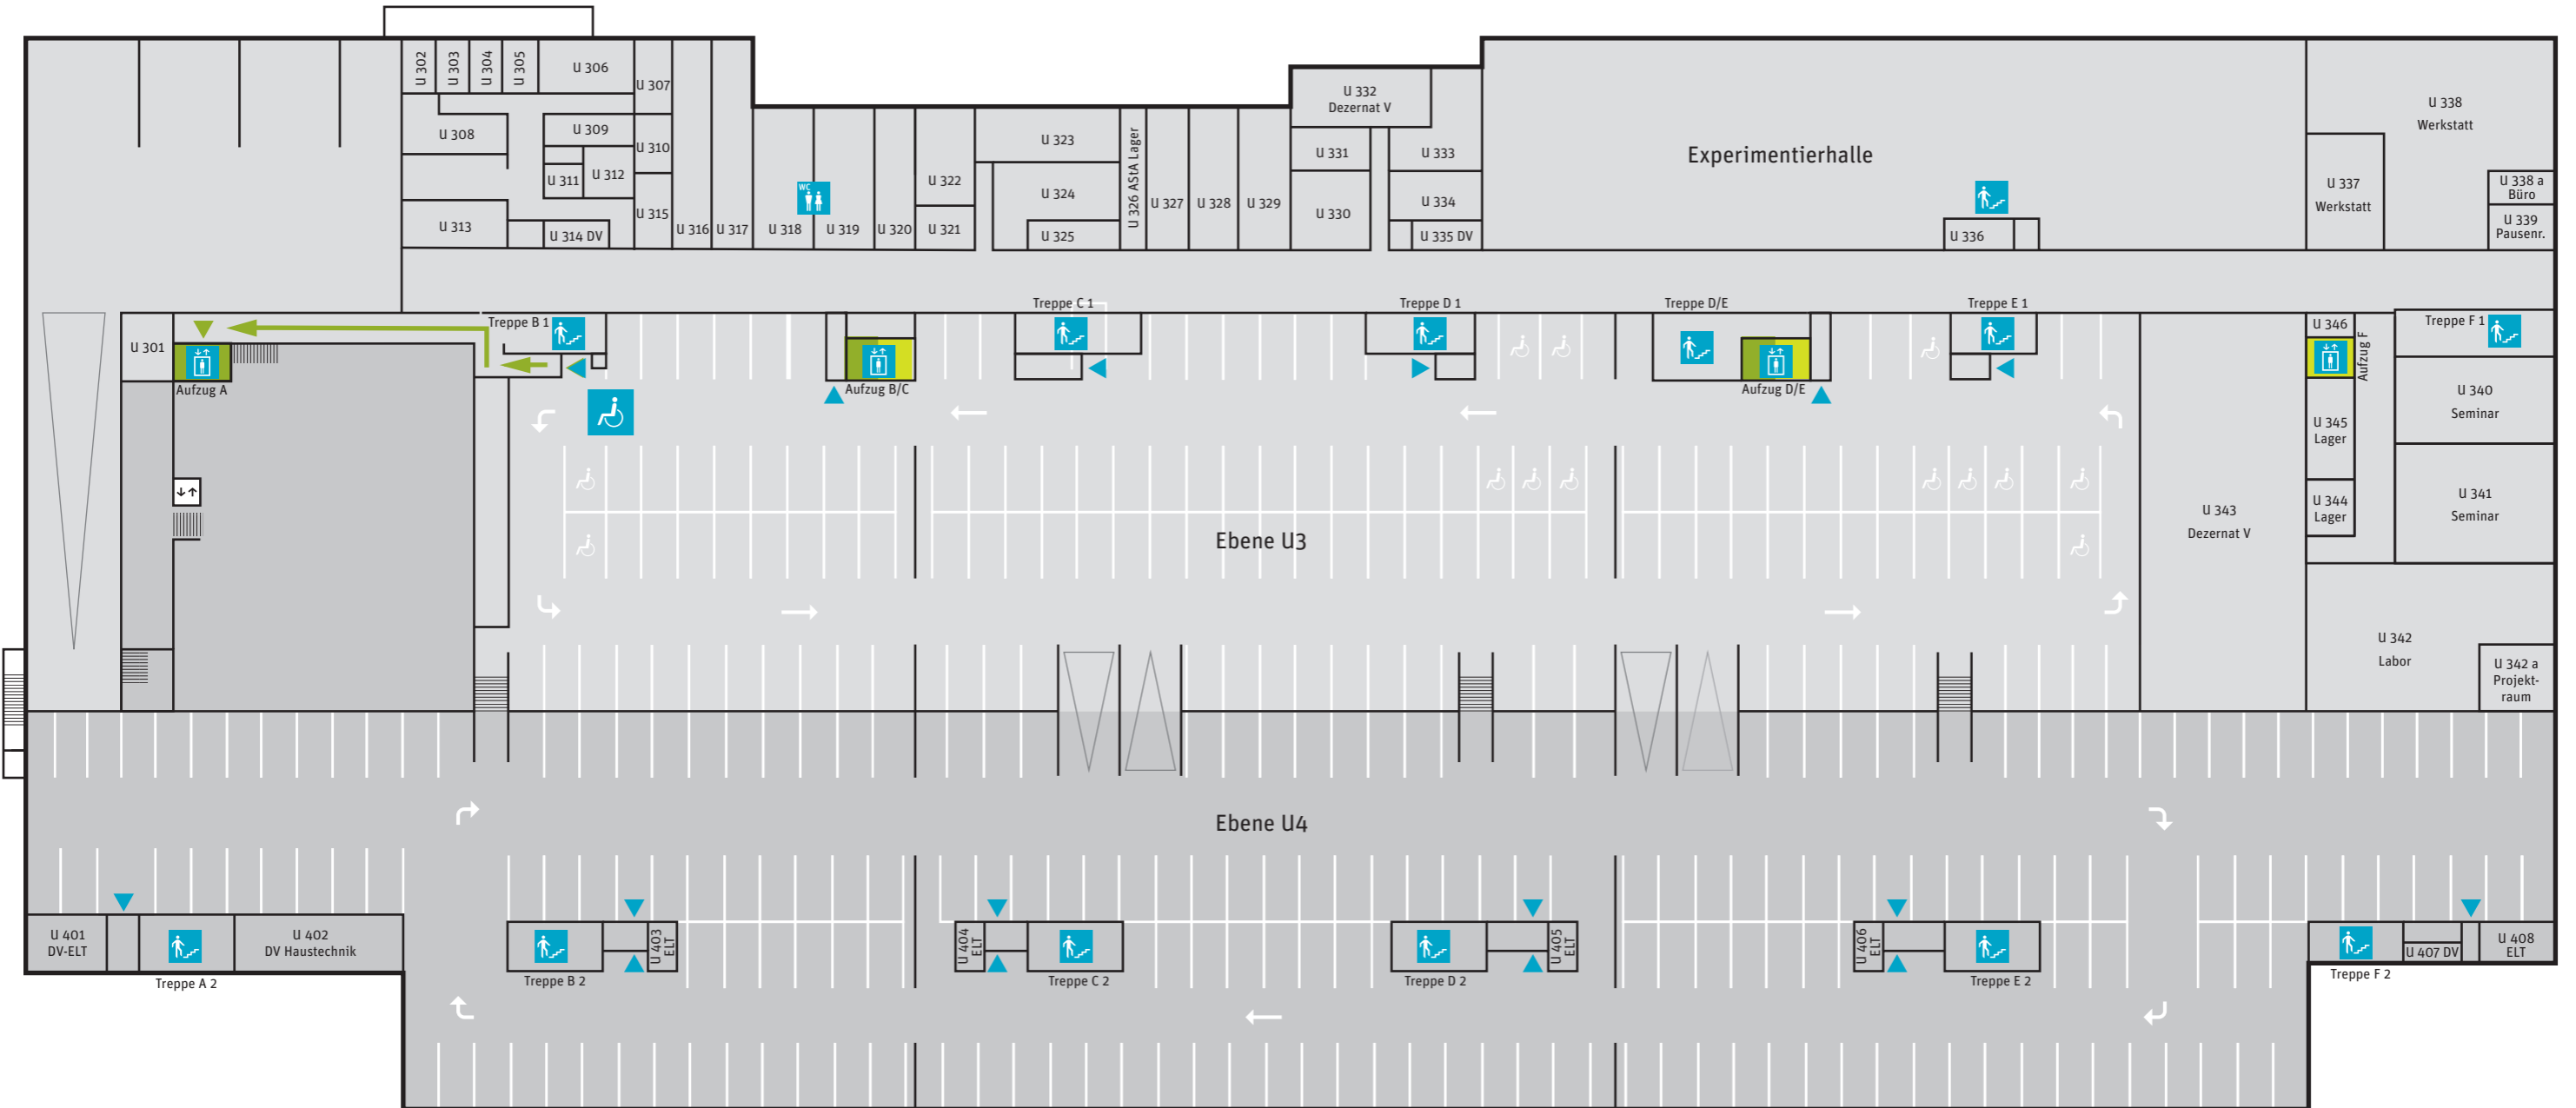 U 302
U 303
U 304
U 305
U 306
U 307
U 308
U 309
U 310
U 311
U 312
U 313
U 314 DV
U 315
U 316
U 317
WC
U 318
U 319
U 320
U 322
U 321
U 323
U 324
U 325
U 326 AStA Lager
U 327
U 328
U 329
U 332
Dezernat V
U 331
U 330
U 333
U 334
U 335 DV
Experimentierhalle
U 336
U 337
Werkstatt
U 338
Werkstatt
U 338 a
Büro
U 339
Pausenr.
U 301
Aufzug A
Treppe B 1
Aufzug B/C
Treppe C 1
Treppe D 1
Treppe D/E
Aufzug D/E
Treppe E 1
U 346
Aufzug F
Treppe F 1
U 340
Seminar
U 345
Lager
U 344
Lager
U 341
Seminar
U 343
Dezernat V
Ebene U3
U 342
Labor
U 342 a
Projekt-
raum
Ebene U4
U 401
DV-ELT
U 402
DV Haustechnik
Treppe A 2
U 403
ELT
Treppe B 2
U 404
ELT
Treppe C 2
U 405
ELT
Treppe D 2
U 406
ELT
Treppe E 2
U 407 DV
U 408
ELT
Treppe F 2